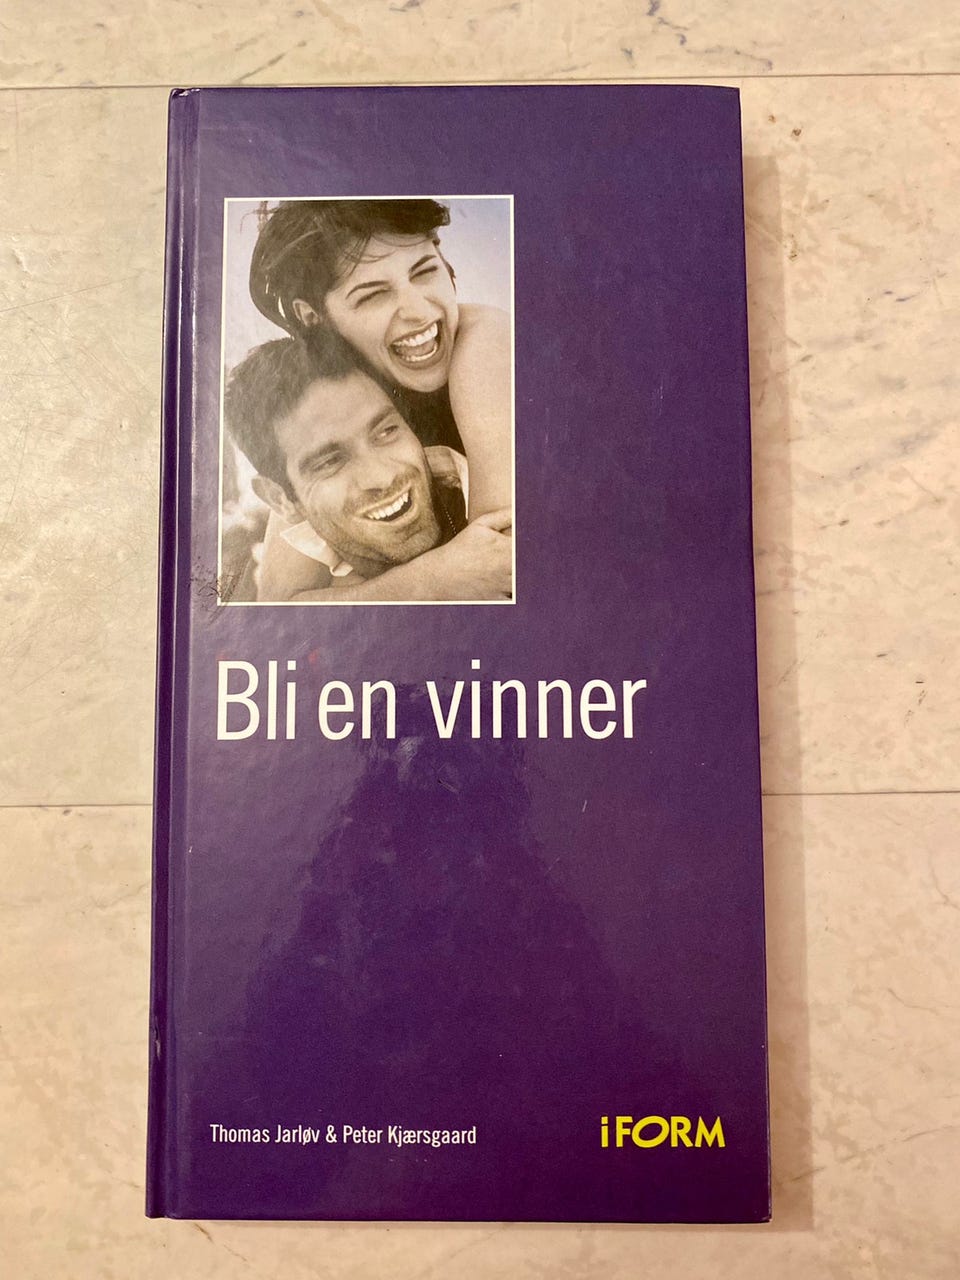 Bli en vinner
Thomas Jarløv & Peter Kjærsgaard
iFORM